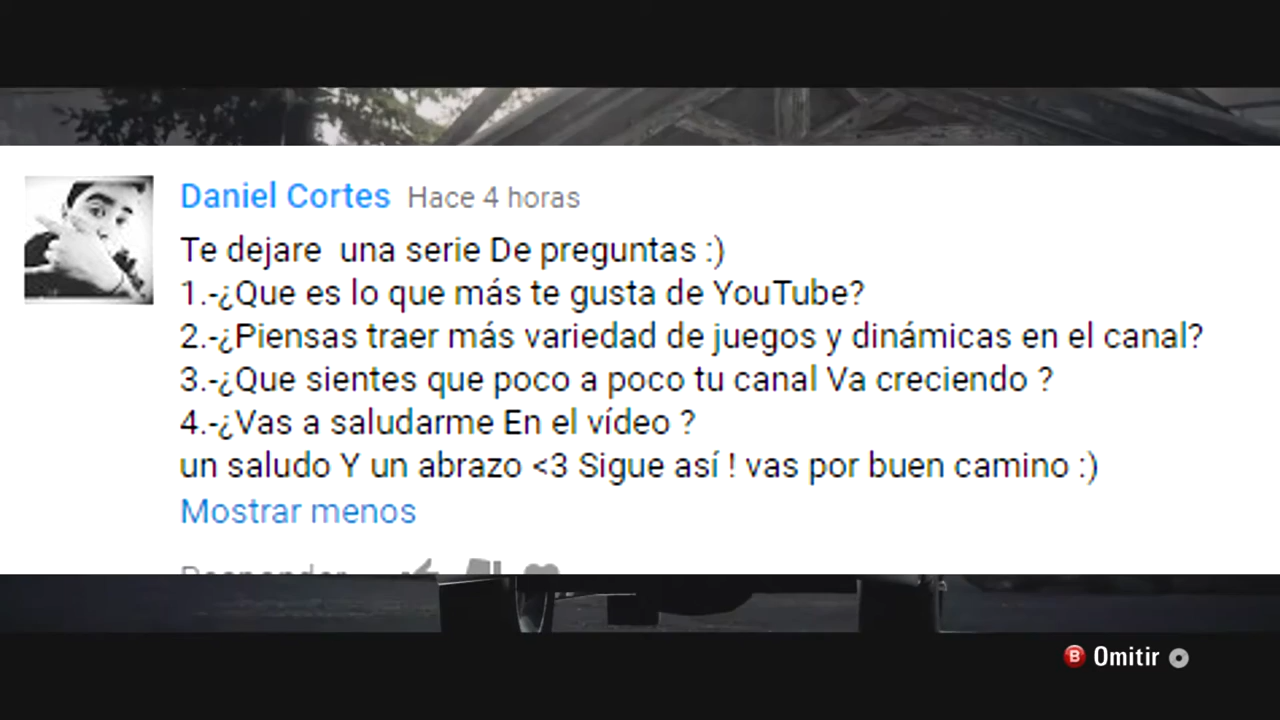 Daniel Cortes Hace 4 horas
Te dejare una serie De preguntas :)
1.-¿Que es lo que más te gusta de YouTube?
2.-¿Piensas traer más variedad de juegos y dinámicas en el canal?
3.-¿Que sientes que poco a poco tu canal Va creciendo ?
4.-¿Vas a saludarme En el vídeo ?
un saludo Y un abrazo <3 Sigue así ! vas por buen camino :)
Mostrar menos
Responder
B Omitir